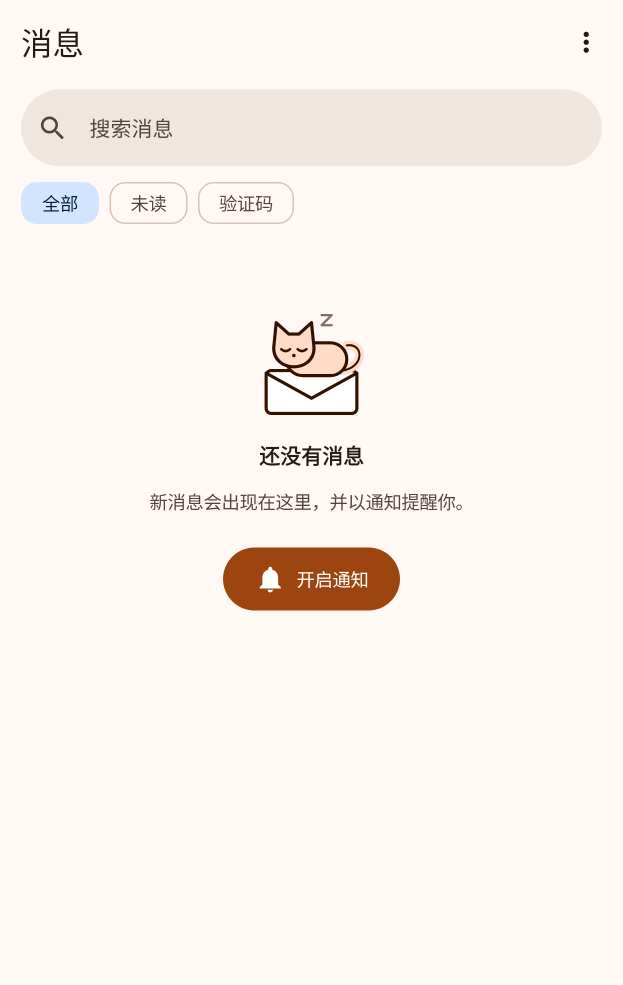 消息
搜索消息
全部
未读
验证码
z
还没有消息
新消息会出现在这里，并以通知提醒你。
开启通知